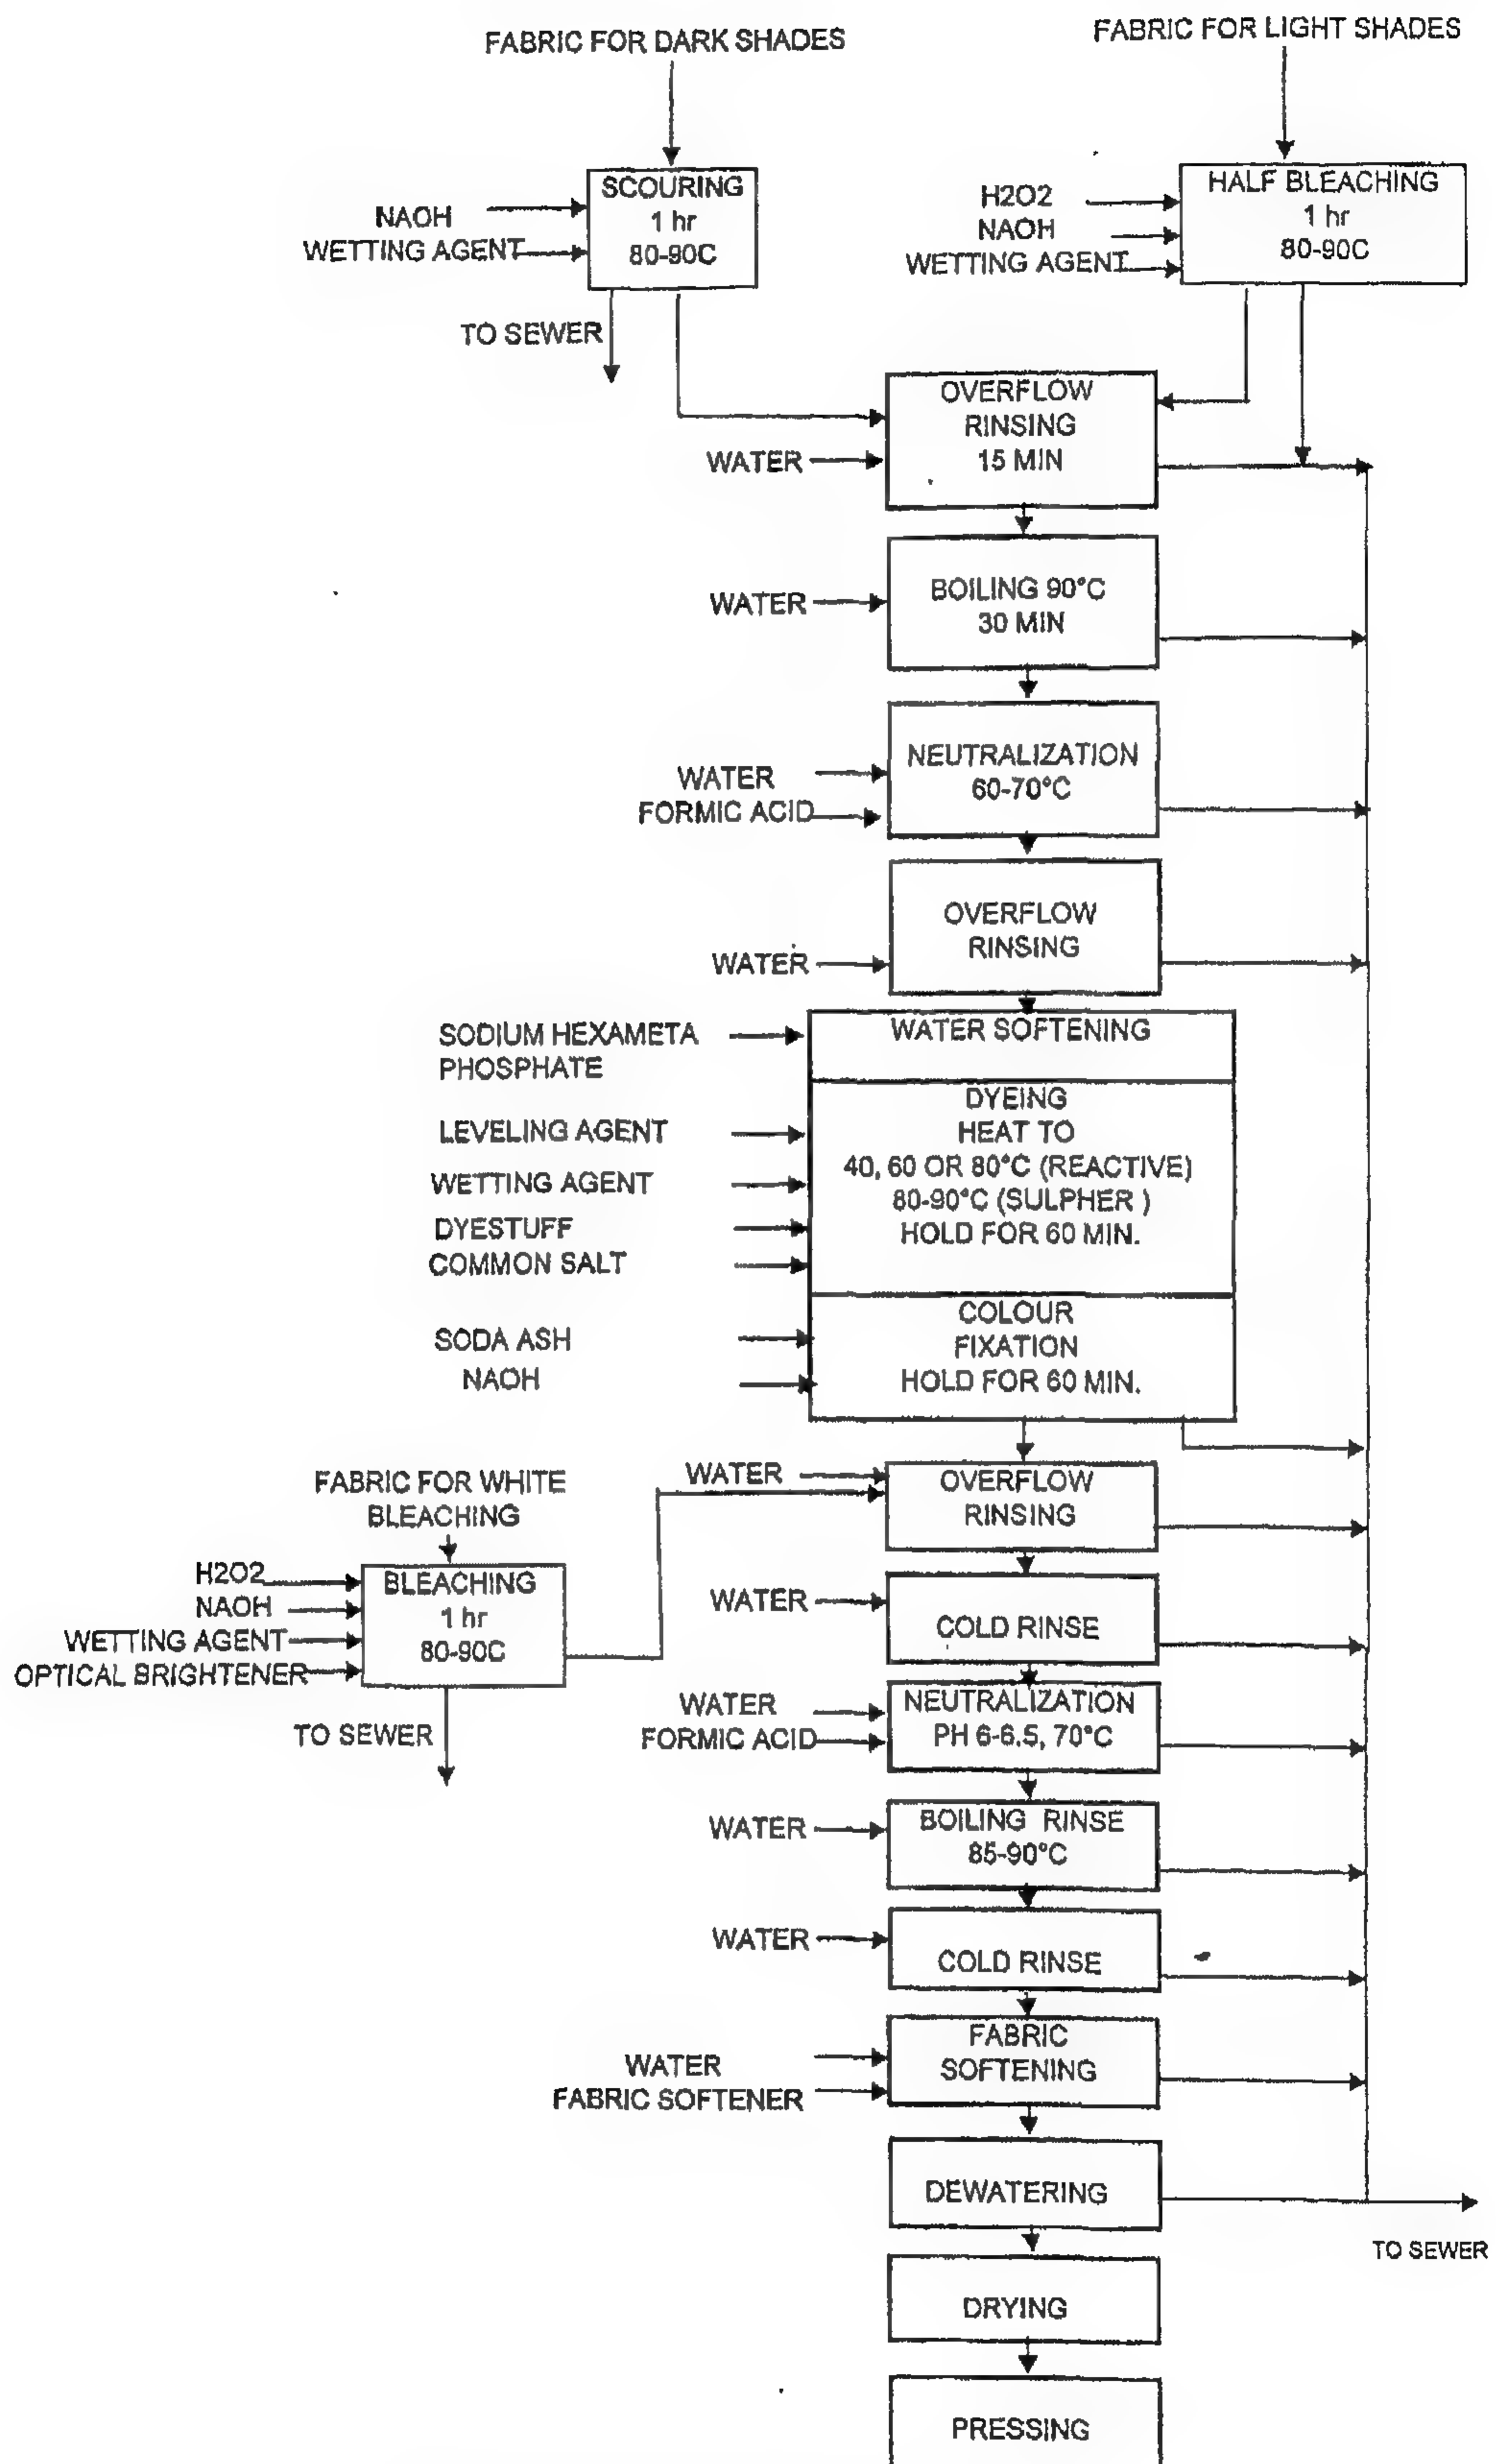 FABRIC FOR DARK SHADES
FABRIC FOR LIGHT SHADES
SCOURING
1 hr
80-90C
NAOH
WETTING AGENT
TO SEWER
HALF BLEACHING
1 hr
80-90C
H2O2
NAOH
WETTING AGENT
OVERFLOW
RINSING
15 MIN
WATER
BOILING 90°C
30 MIN
WATER
NEUTRALIZATION
60-70°C
WATER
FORMIC ACID
OVERFLOW
RINSING
WATER
SODIUM HEXAMETA
PHOSPHATE
WATER SOFTENING
LEVELING AGENT
WETTING AGENT
DYESTUFF
COMMON SALT
DYEING
HEAT TO
40, 60 OR 80°C (REACTIVE)
80-90°C (SULPHER )
HOLD FOR 60 MIN.
SODA ASH
NAOH
COLOUR
FIXATION
HOLD FOR 60 MIN.
FABRIC FOR WHITE
BLEACHING
H2O2
NAOH
WETTING AGENT
OPTICAL BRIGHTENER
BLEACHING
1 hr
80-90C
TO SEWER
WATER
OVERFLOW
RINSING
WATER
COLD RINSE
WATER
FORMIC ACID
NEUTRALIZATION
PH 6-6.5, 70°C
WATER
BOILING RINSE
85-90°C
WATER
COLD RINSE
WATER
FABRIC SOFTENER
FABRIC
SOFTENING
DEWATERING
TO SEWER
DRYING
PRESSING